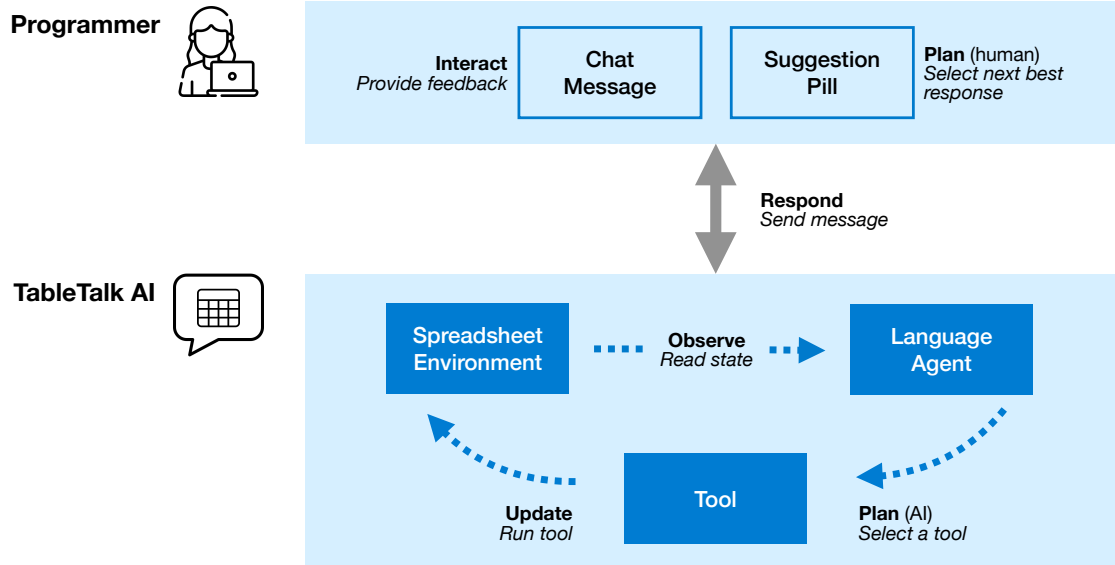 Programmer
Interact
Provide feedback
Chat
Message
Suggestion
Pill
Plan (human)
Select next best
response
Respond
Send message
TableTalk AI
Spreadsheet
Environment
Observe
Read state
Language
Agent
Update
Run tool
Tool
Plan (AI)
Select a tool